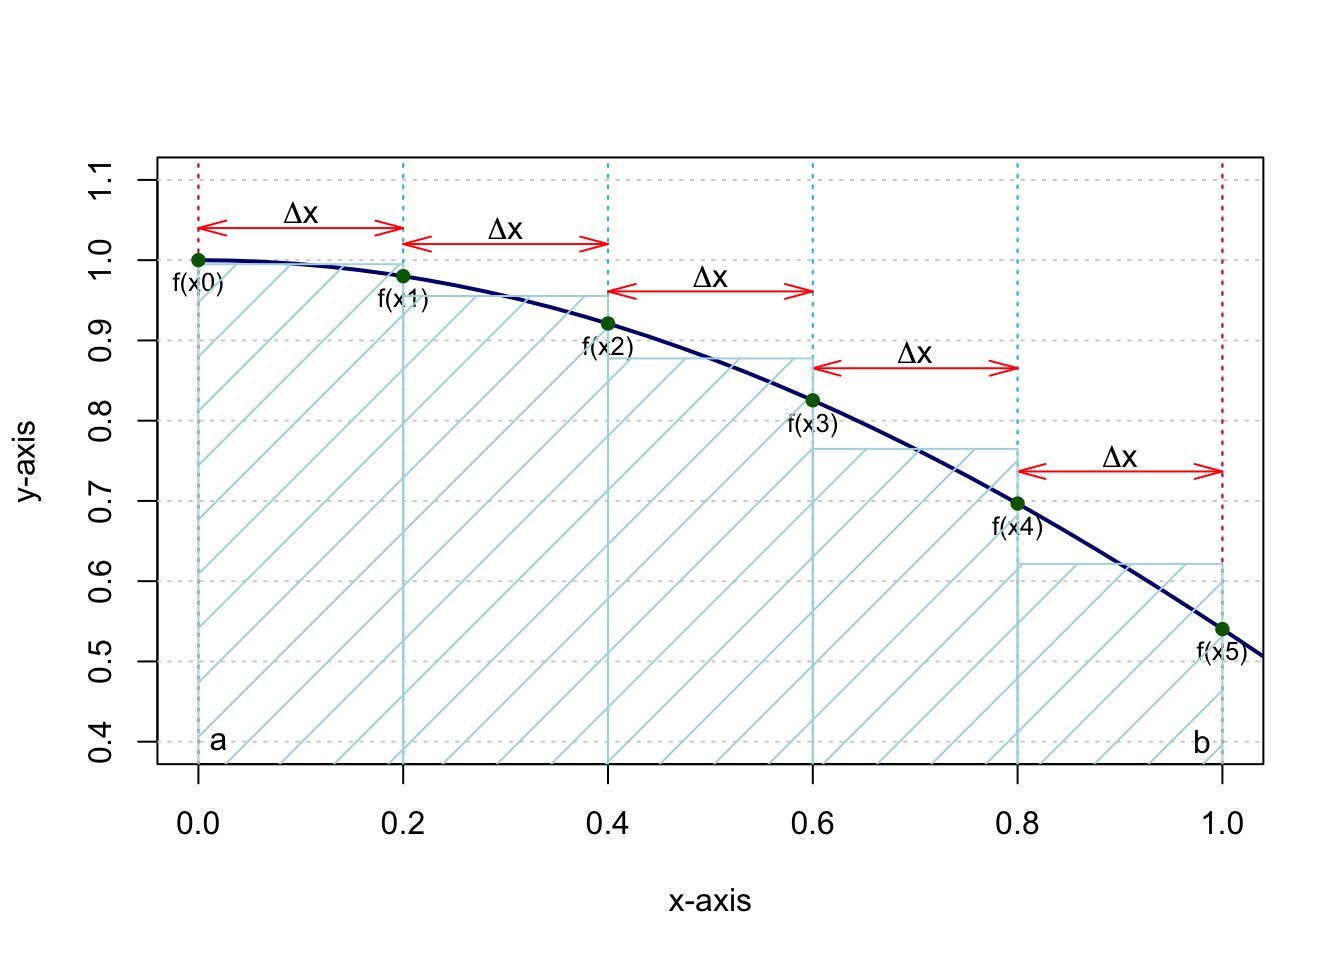 1.1
Δx
Δx
1.0
f(x0)
f(x1)
Δx
0.9
f(x2)
Δx
0.8
f(x3)
Δx
0.7
f(x4)
0.6
0.5
f(x5)
0.4
a
b
y-axis
0.0 0.2 0.4 0.6 0.8 1.0
x-axis